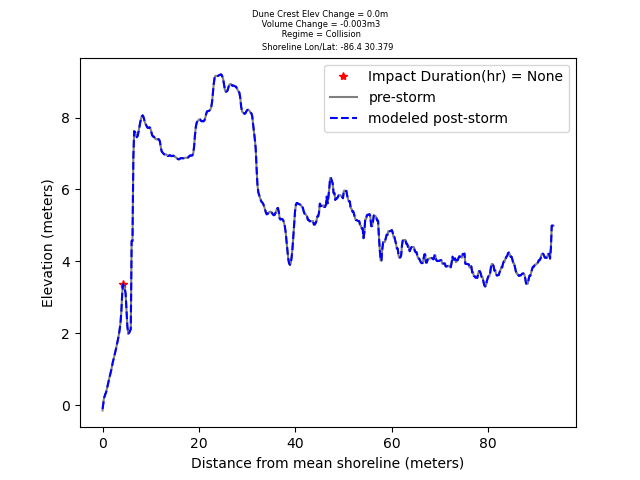 Dune Crest Elev Change = 0.0m
Volume Change = -0.003m3
Regime = Collision
Shoreline Lon/Lat: -86.4 30.379
Impact Duration(hr) = None
pre-storm
modeled post-storm
Elevation (meters)
8
6
4
2
0
0 20 40 60 80
Distance from mean shoreline (meters)